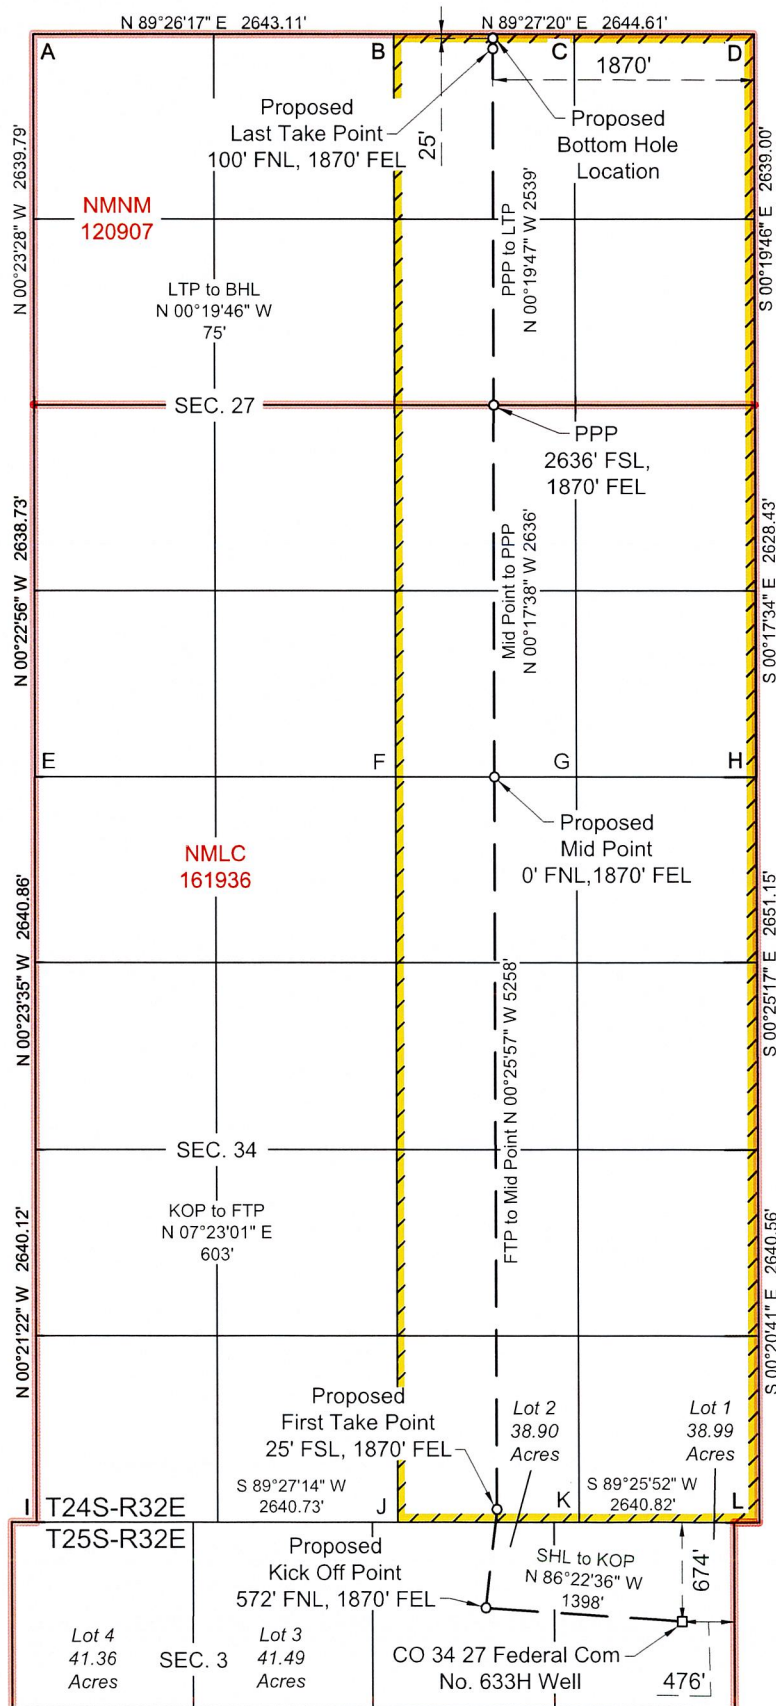 N 89°26'17" E 2643.11'
N 89°27'20" E 2644.61'
A
B
C
D
1870'
Proposed
Last Take Point
100' FNL, 1870' FEL
25'
Proposed
Bottom Hole
Location
N 00°23'28" W 2639.79'
S 00°19'46" E 2639.00'
NMNM
120907
PPP to LTP
N 00°19'47" W 2539'
LTP to BHL
N 00°19'46" W
75'
SEC. 27
PPP
2636' FSL,
1870' FEL
N 00°22'56" W 2638.73'
Mid Point to PPP
N 00°17'38" W 2636'
S 00°17'34" E 2628.43'
E
F
G
H
Proposed
Mid Point
0' FNL,1870' FEL
NMLC
161936
N 00°23'35" W 2640.86'
FTP to Mid Point N 00°25'57" W 5258'
S 00°25'17" E 2651.15'
SEC. 34
KOP to FTP
N 07°23'01" E
603'
N 00°21'22" W 2640.12'
S 00°20'41" E 2640.56'
Proposed
First Take Point
25' FSL, 1870' FEL
Lot 2
38.90
Acres
Lot 1
38.99
Acres
S 89°27'14" W
2640.73'
S 89°25'52" W
2640.82'
I
J
K
L
T24S-R32E
T25S-R32E
Proposed
Kick Off Point
572' FNL, 1870' FEL
SHL to KOP
N 86°22'36" W
1398'
674'
Lot 4
41.36
Acres
SEC. 3
Lot 3
41.49
Acres
CO 34 27 Federal Com
No. 633H Well
476'